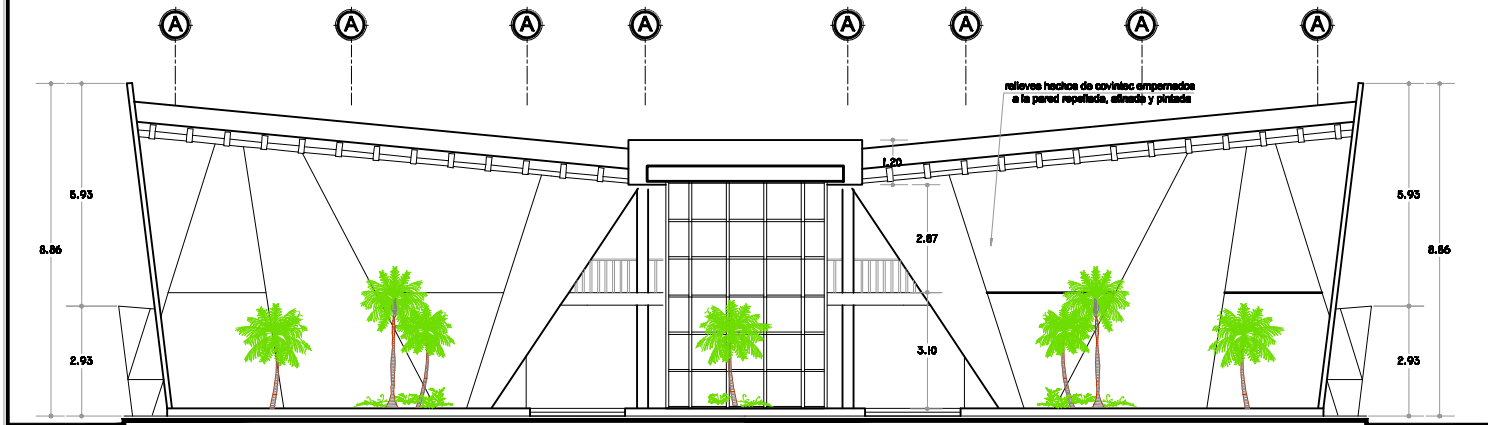 A A A A A A A A
relieves hechos de covintec empernados
a la pared repellada, afinada y pintada
1.20
5.93 5.93
2.87
8.86 8.86
3.10
2.93 2.93